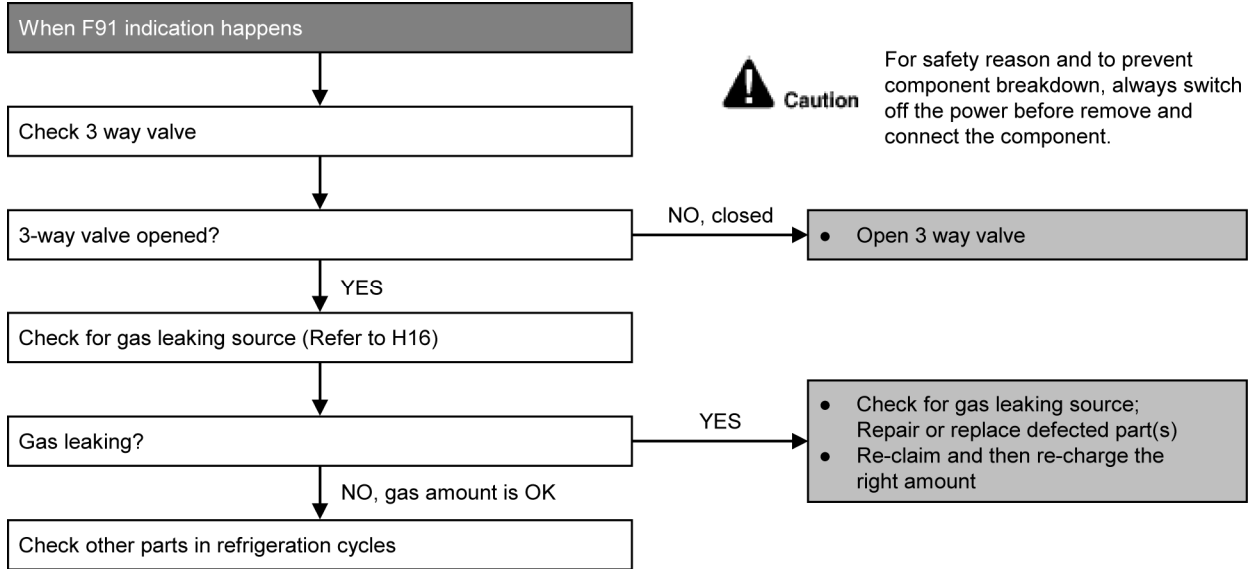 When F91 indication happens
Caution
For safety reason and to prevent
component breakdown, always switch
off the power before remove and
connect the component.
Check 3 way valve
3-way valve opened?
NO, closed
● Open 3 way valve
YES
Check for gas leaking source (Refer to H16)
Gas leaking?
YES
● Check for gas leaking source;
Repair or replace defected part(s)
● Re-claim and then re-charge the
right amount
NO, gas amount is OK
Check other parts in refrigeration cycles